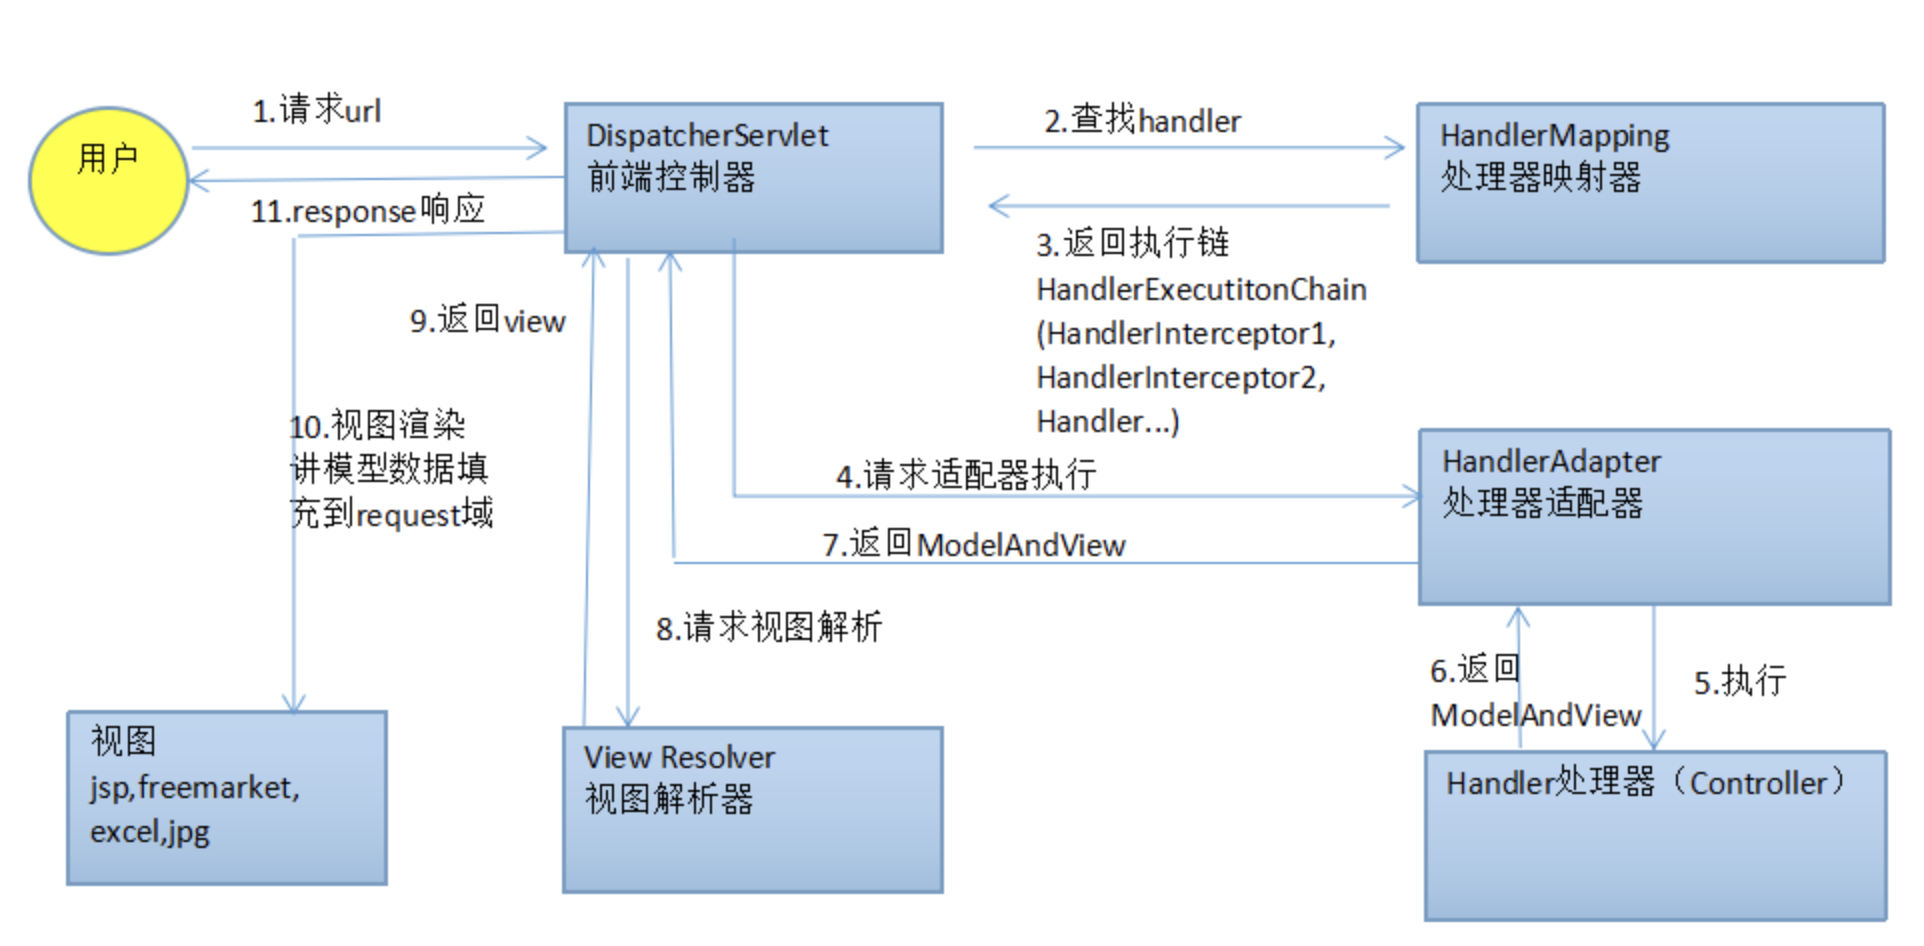 用户
1.请求url
11.response响应
DispatcherServlet
前端控制器
2.查找handler
HandlerMapping
处理器映射器
3.返回执行链
HandlerExecutitonChain
(HandlerInterceptor1,
HandlerInterceptor2,
Handler...)
9.返回view
10.视图渲染
讲模型数据填
充到request域
4.请求适配器执行
7.返回ModelAndView
HandlerAdapter
处理器适配器
8.请求视图解析
6.返回
ModelAndView
5.执行
视图
jsp,freemarket,
excel,jpg
View Resolver
视图解析器
Handler处理器（Controller）